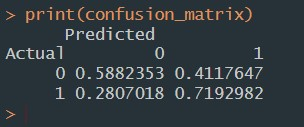 > print(confusion_matrix)
Predicted
Actual 0 1
0 0.5882353 0.4117647
1 0.2807018 0.7192982
>